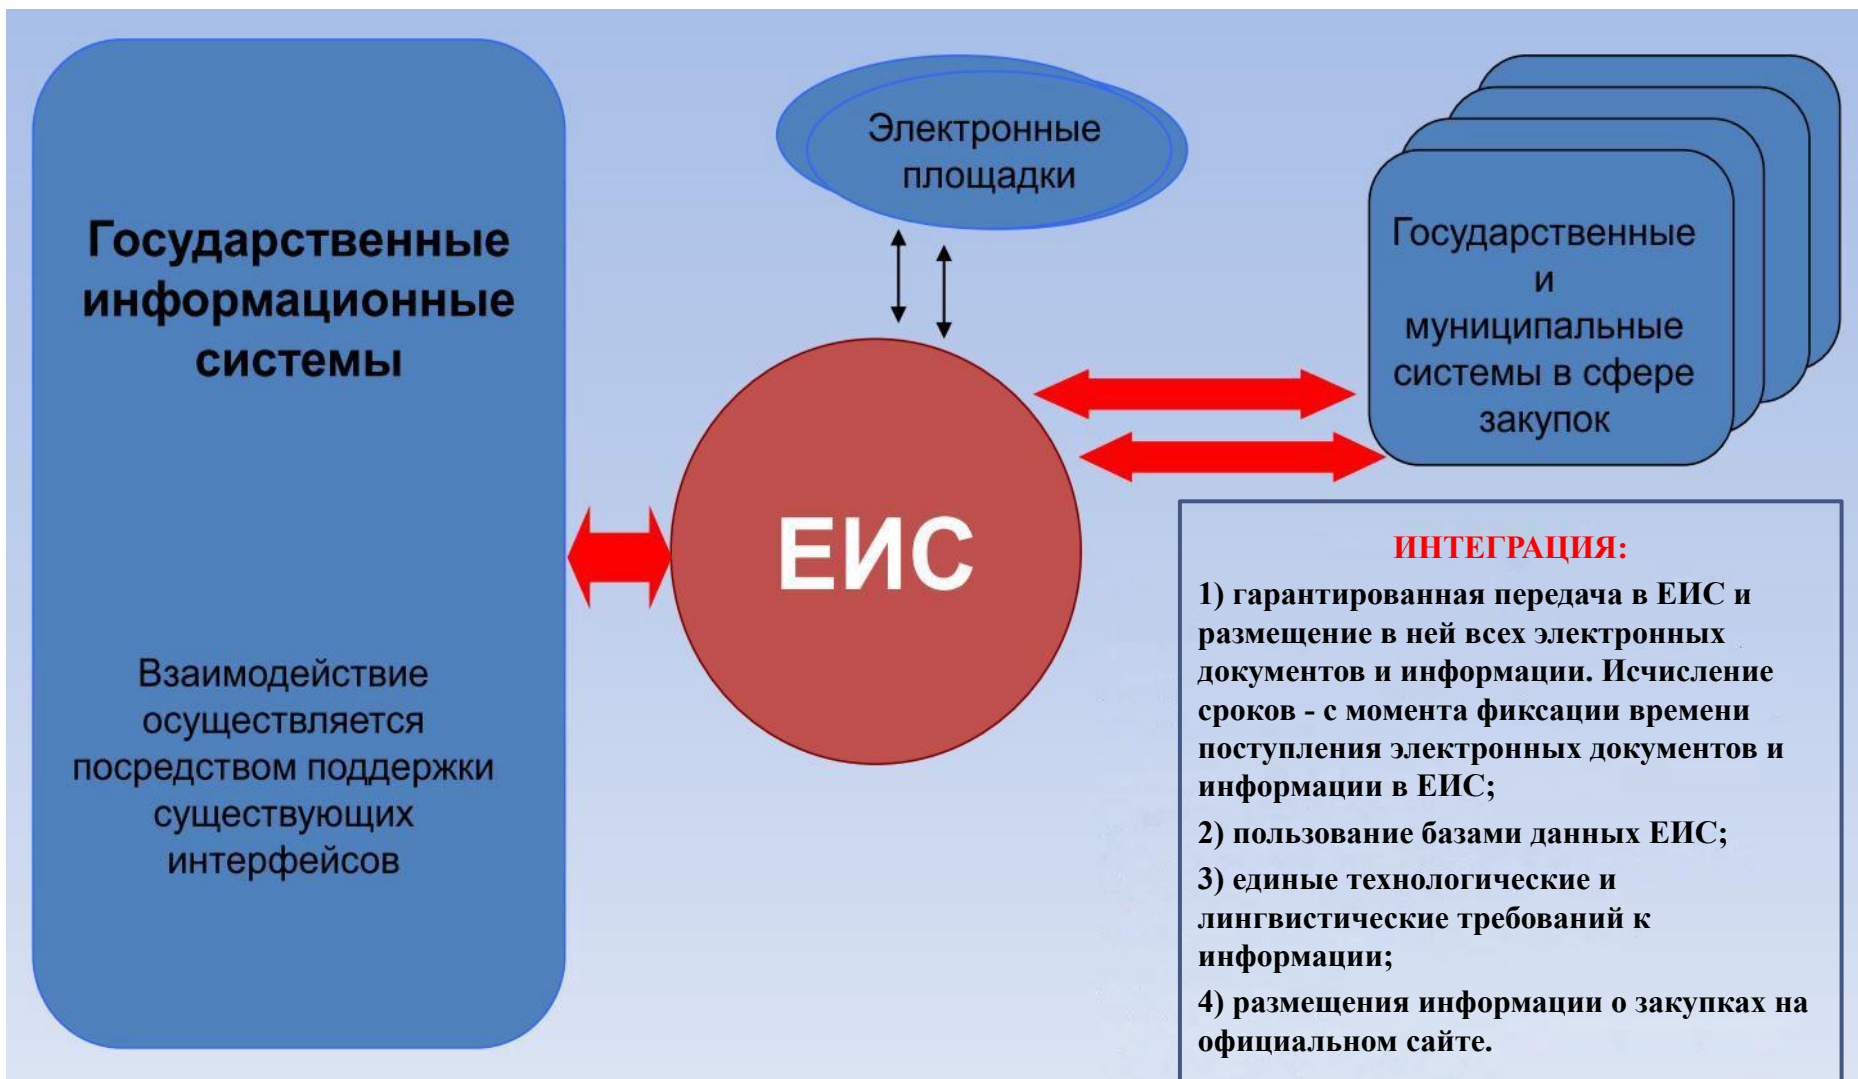 Государственные
информационные
системы
Взаимодействие
осуществляется
посредством поддержки
существующих
интерфейсов
Электронные
площадки
ЕИС
Государственные
и
муниципальные
системы в сфере
закупок
ИНТЕГРАЦИЯ:
1) гарантированная передача в ЕИС и
размещение в ней всех электронных
документов и информации. Исчисление
сроков - с момента фиксации времени
поступления электронных документов и
информации в ЕИС;
2) пользование базами данных ЕИС;
3) единые технологические и
лингвистические требований к
информации;
4) размещения информации о закупках на
официальном сайте.